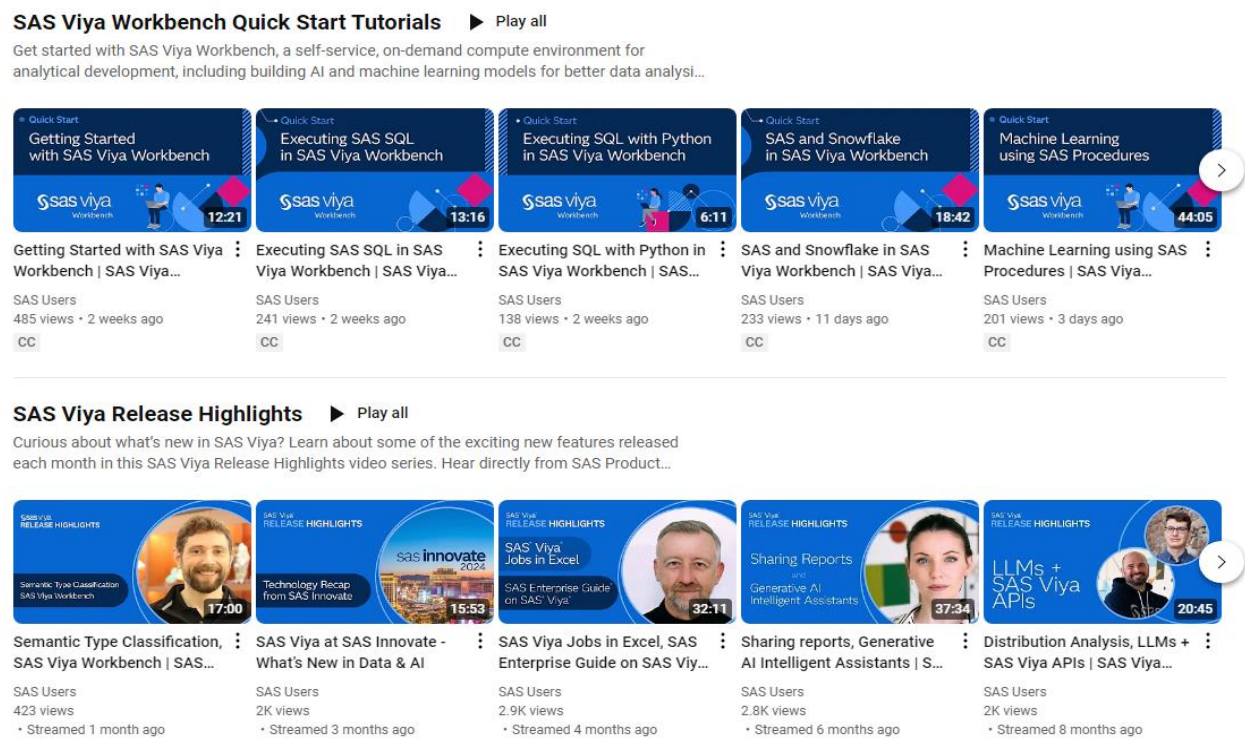 SAS Viya Workbench Quick Start Tutorials
Play all
Get started with SAS Viya Workbench, a self-service, on-demand compute environment for
analytical development, including building AI and machine learning models for better data analysi...
Quick Start
Getting Started
with SAS Viya Workbench
sas viya
Workbench
12:21
Quick Start
Executing SAS SQL
in SAS Viya Workbench
sas viya
Workbench
13:16
Quick Start
Executing SQL with Python
in SAS Viya Workbench
sas viya
Workbench
6:11
Quick Start
SAS and Snowflake
in SAS Viya Workbench
sas viya
Workbench
18:42
Quick Start
Machine Learning
using SAS Procedures
sas viya
Workbench
44:05
Getting Started with SAS Viya
Workbench | SAS Viya...
SAS Users
485 views • 2 weeks ago
CC
Executing SAS SQL in SAS
Viya Workbench | SAS Viya...
SAS Users
241 views • 2 weeks ago
CC
Executing SQL with Python in
SAS Viya Workbench | SAS...
SAS Users
138 views • 2 weeks ago
CC
SAS and Snowflake in SAS
Viya Workbench | SAS Viya...
SAS Users
233 views • 11 days ago
CC
Machine Learning using SAS
Procedures | SAS Viya...
SAS Users
201 views • 3 days ago
CC
SAS Viya Release Highlights
Play all
Curious about what's new in SAS Viya? Learn about some of the exciting new features released
each month in this SAS Viya Release Highlights video series. Hear directly from SAS Product...
sas viya
RELEASE HIGHLIGHTS
Semantic Type Classification
SAS Viya Workbench
17:00
SAS Viya
RELEASE HIGHLIGHTS
Technology Recap
from SAS Innovate
sas innovate
2024
15:53
SAS Viya
RELEASE HIGHLIGHTS
SAS Viya
Jobs in Excel
SAS Enterprise Guide
on SAS Viya
32:11
SAS Viya
RELEASE HIGHLIGHTS
Sharing Reports
and
Generative AI
Intelligent Assistants
37:34
SAS Viya
RELEASE HIGHLIGHTS
LLMs +
SAS Viya
APIs
20:45
Semantic Type Classification,
SAS Viya Workbench | SAS...
SAS Users
423 views
• Streamed 1 month ago
SAS Viya at SAS Innovate -
What's New in Data & AI
SAS Users
2K views
• Streamed 3 months ago
SAS Viya Jobs in Excel, SAS
Enterprise Guide on SAS Viy...
SAS Users
2.9K views
• Streamed 4 months ago
Sharing reports, Generative
AI Intelligent Assistants | S...
SAS Users
2.8K views
• Streamed 6 months ago
Distribution Analysis, LLMs +
SAS Viya APIs | SAS Viya...
SAS Users
2K views
• Streamed 8 months ago